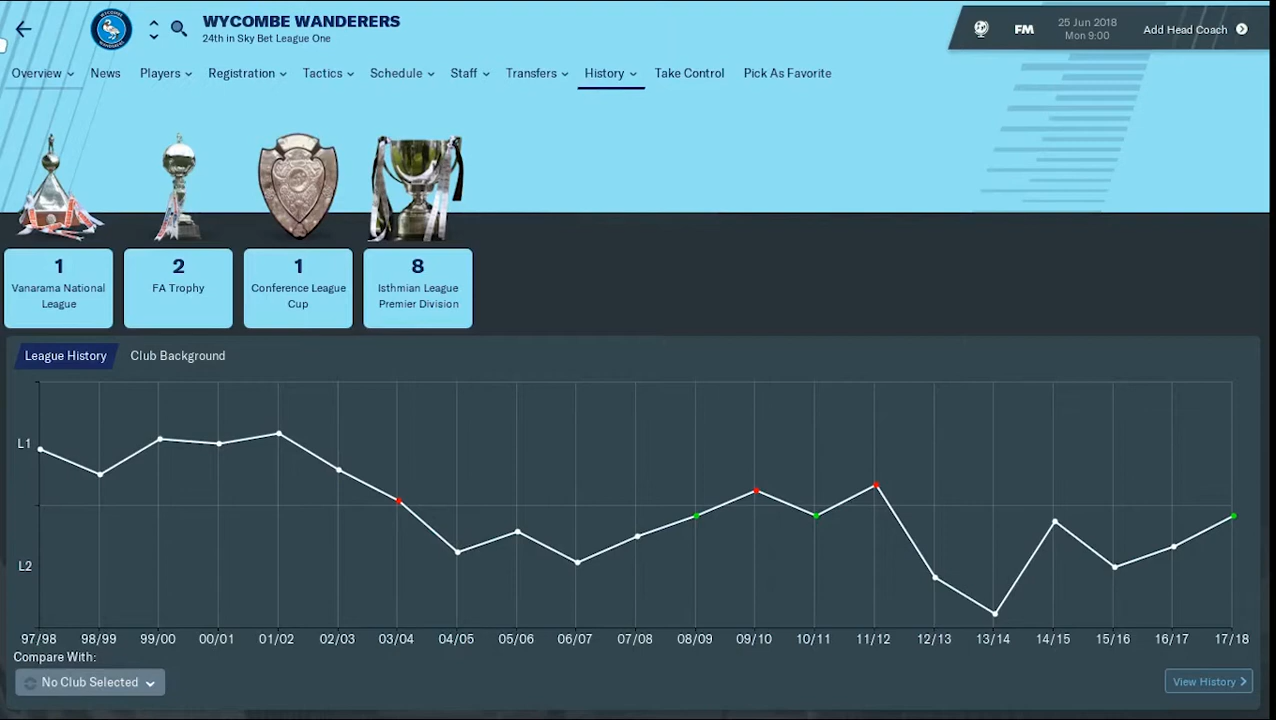 WYCOMBE WANDERERS
24th in Sky Bet League One
FM
25 Jun 2018
Mon 9:00
Add Head Coach
Overview
News
Players
Registration
Tactics
Schedule
Staff
Transfers
History
Take Control
Pick As Favorite
1
Vanarama National
League
2
FA Trophy
1
Conference League
Cup
8
Isthmian League
Premier Division
League History
Club Background
L1
L2
97/98
98/99
99/00
00/01
01/02
02/03
03/04
04/05
05/06
06/07
07/08
08/09
09/10
10/11
11/12
12/13
13/14
14/15
15/16
16/17
17/18
Compare With:
No Club Selected
View History